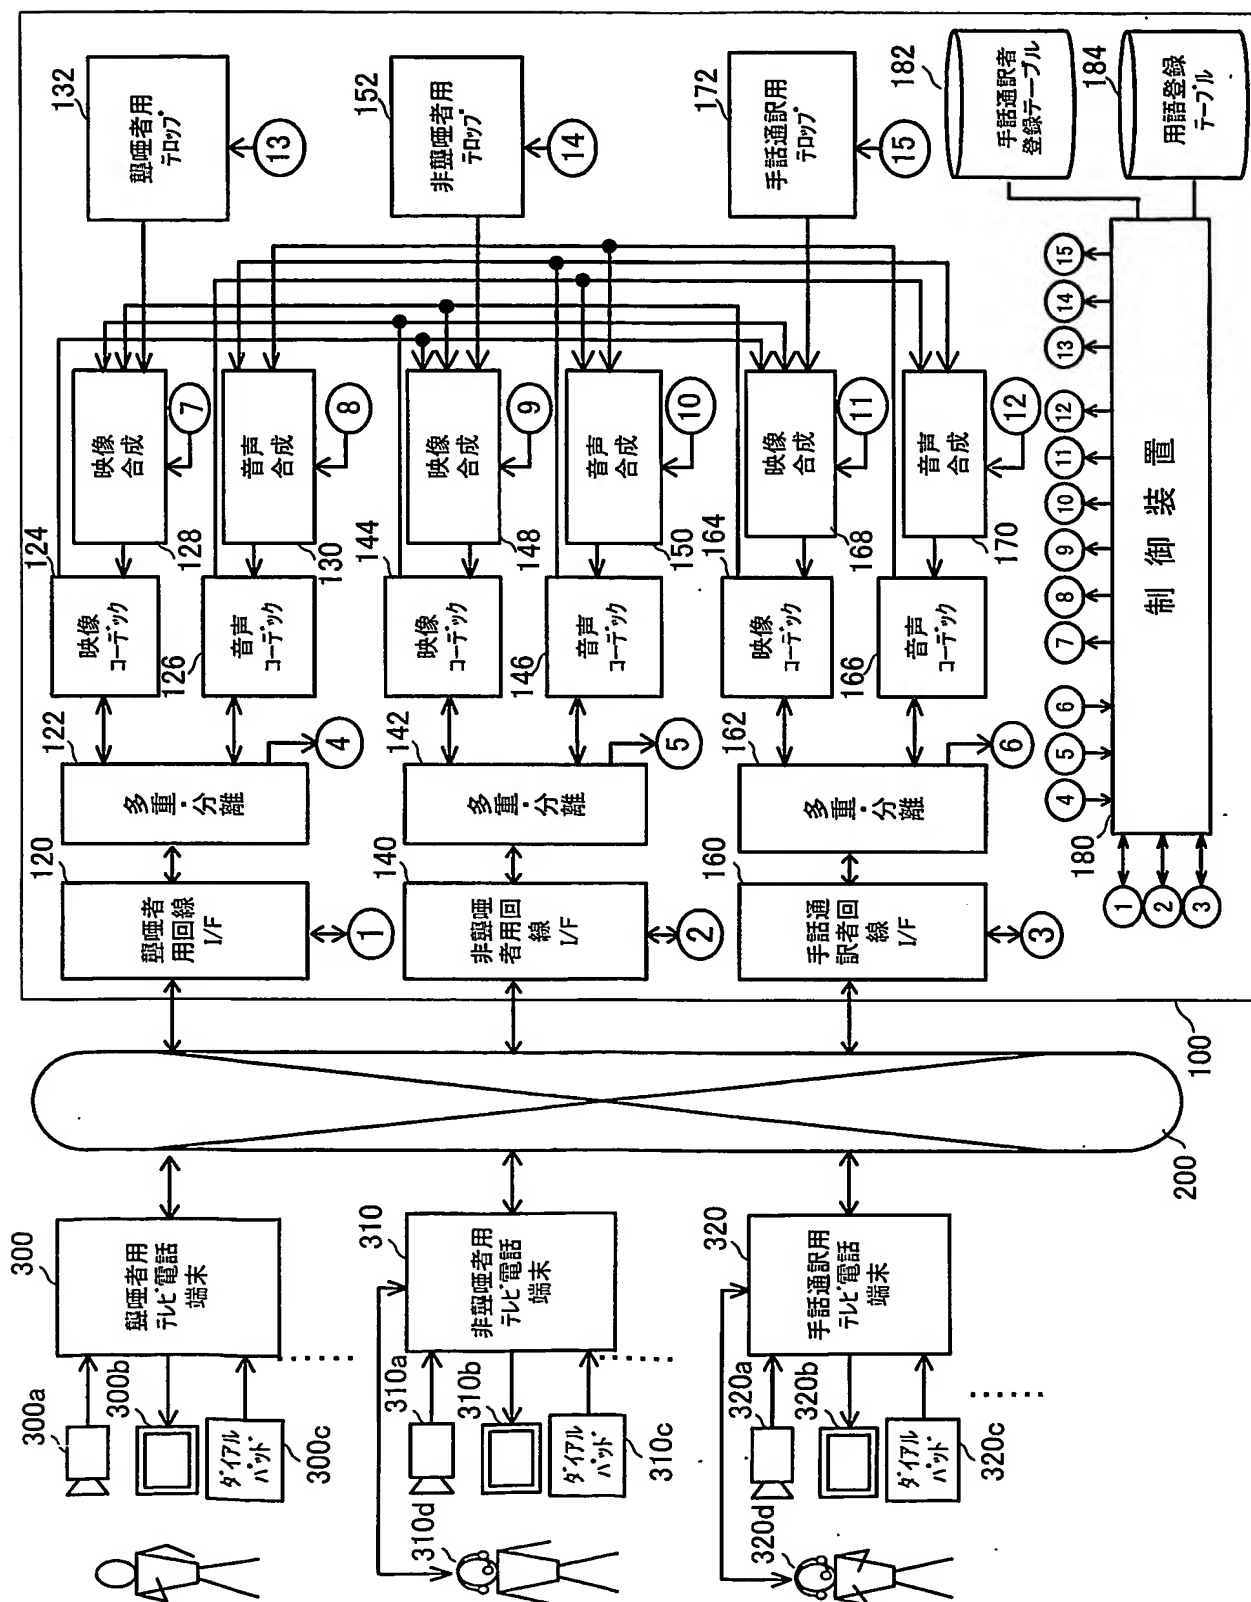 300
聾唖者用
テレビ電話
端末
300a
300b
300c
ダイアル
パッド
310
非聾唖者用
テレビ電話
端末
310a
310b
310c
310d
ダイアル
パッド
320
手話通訳用
テレビ電話
端末
320a
320b
320c
320d
ダイアル
パッド
200
100
120
聾唖者
用回線
I/F
1
122
多重・分離
4
124
映像
コーデック
126
音声
コーデック
128
映像
合成
7
130
音声
合成
8
132
聾唖者用
テロップ
13
140
非聾唖
者用回
線
I/F
2
142
多重・分離
5
144
映像
コーデック
146
音声
コーデック
148
映像
合成
9
150
音声
合成
10
152
非聾唖者用
テロップ
14
160
手話通
訳者回
線
I/F
3
162
多重・分離
6
164
映像
コーデック
166
音声
コーデック
168
映像
合成
11
170
音声
合成
12
172
手話通訳用
テロップ
15
180
制御装置
1
2
3
4
5
6
7
8
9
10
11
12
13
14
15
182
手話通訳者
登録テーブル
184
用語登録
テーブル